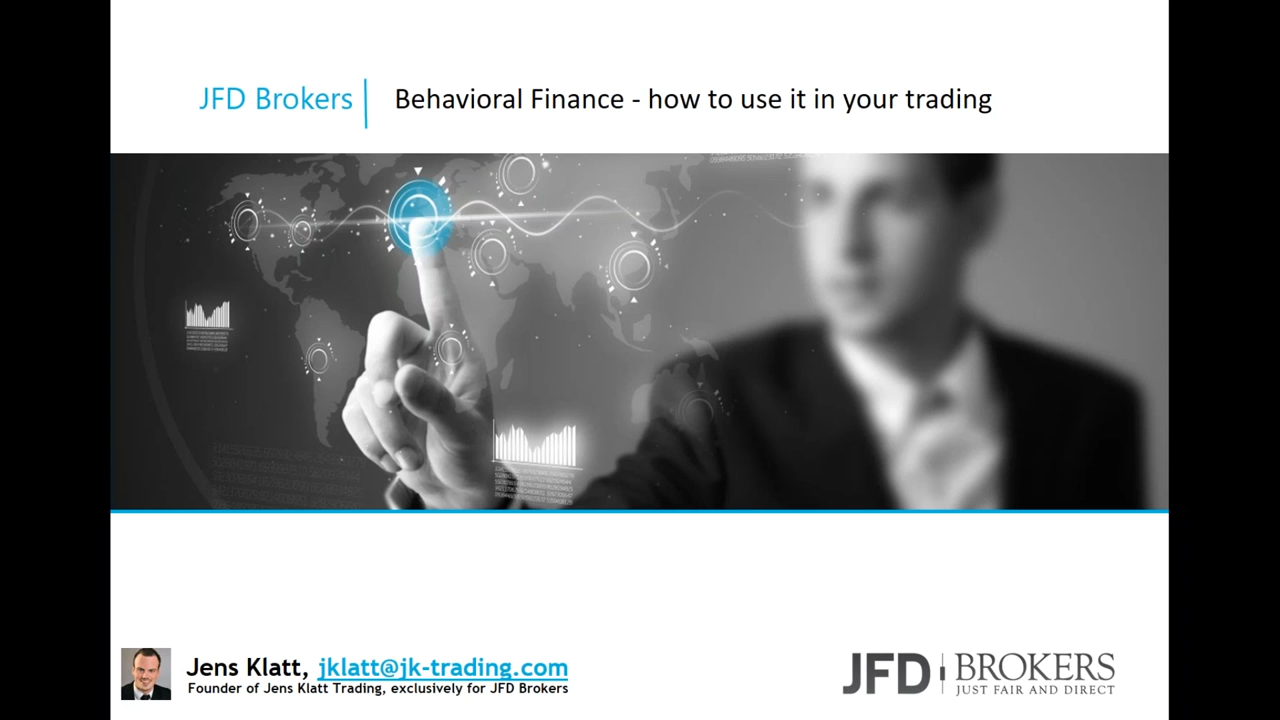 JFD Brokers
Behavioral Finance - how to use it in your trading
Jens Klatt, jklatt@jk-trading.com
Founder of Jens Klatt Trading, exclusively for JFD Brokers
JFD BROKERS
JUST FAIR AND DIRECT